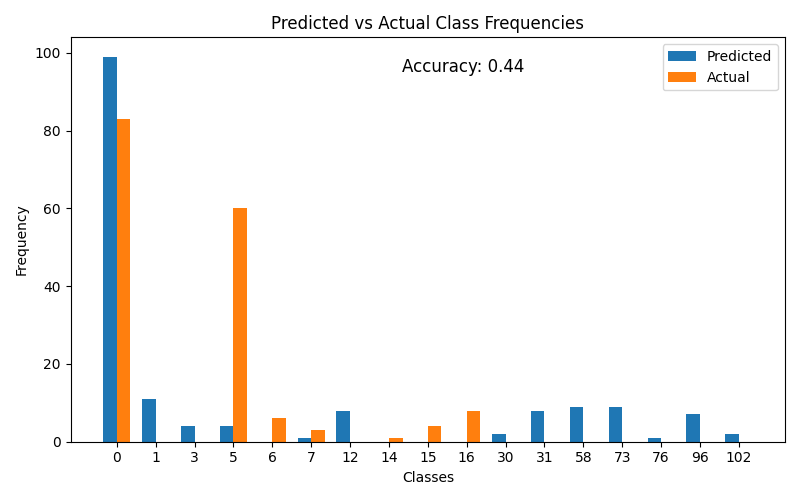 Predicted vs Actual Class Frequencies
Accuracy: 0.44
Predicted
Actual
Frequency
100
80
60
40
20
0
0 1 3 5 6 7 12 14 15 16 30 31 58 73 76 96 102
Classes